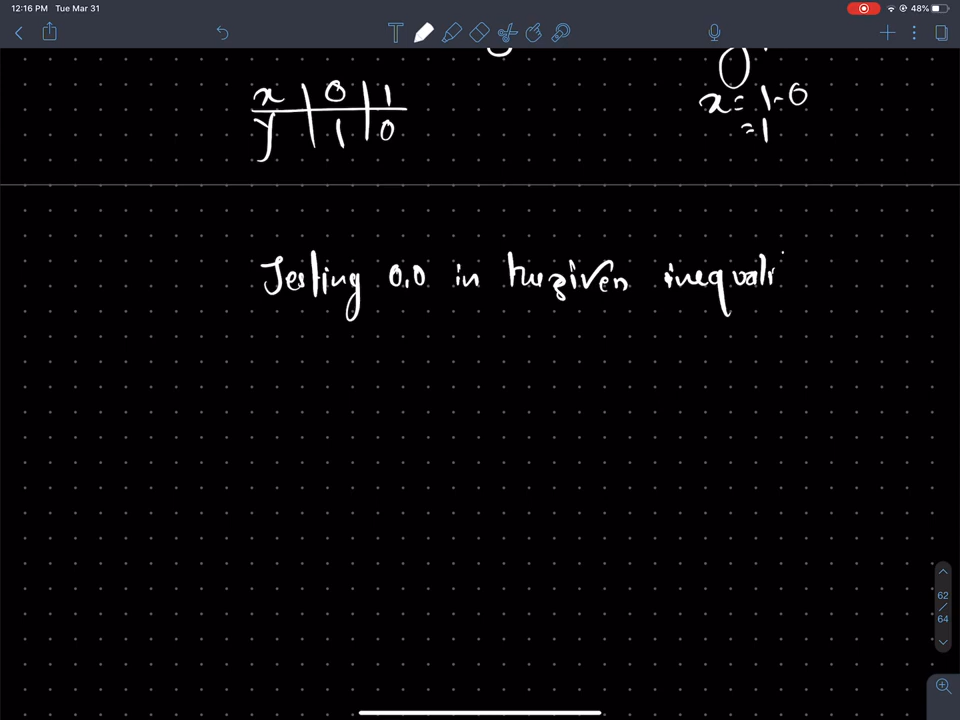 12:16 PM Tue Mar 31
48%
T
x 0 1
y 1 0
x = 1-0
= 1
Testing 0,0 in the given inequali
62
64